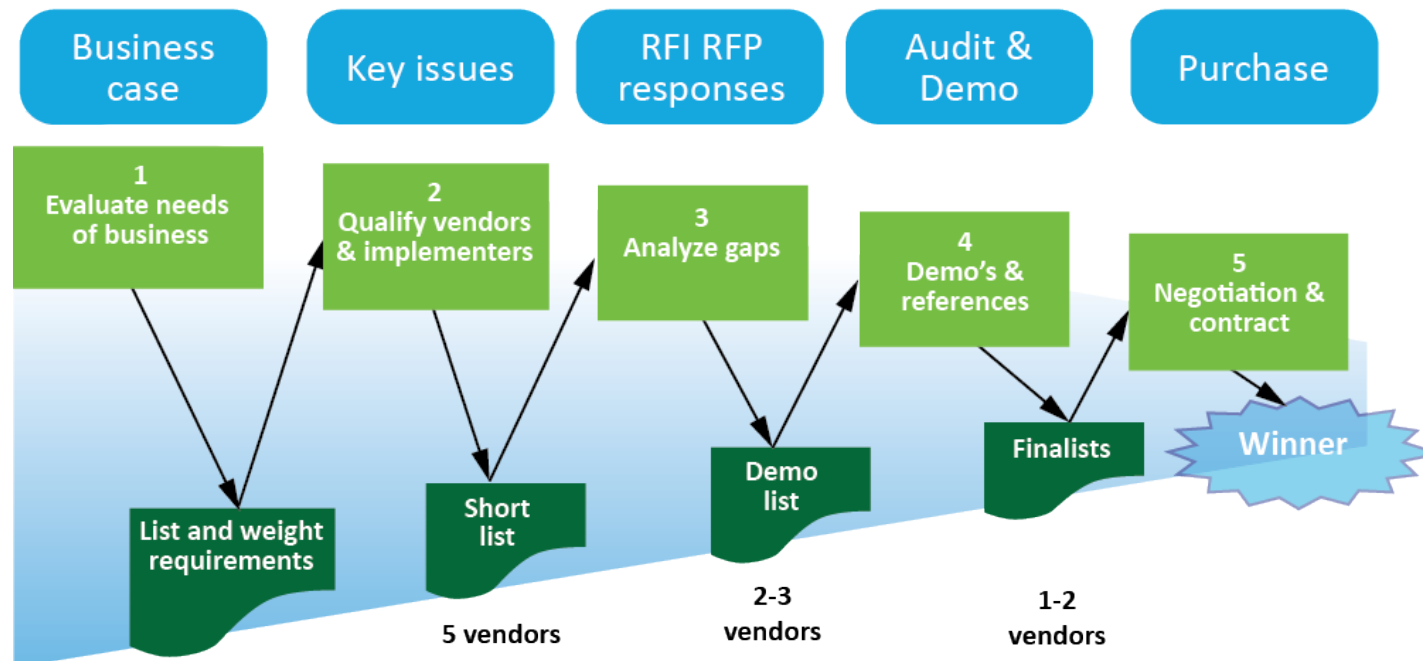 Business
case
Key issues
RFI RFP
responses
Audit &
Demo
Purchase
1
Evaluate needs
of business
2
Qualify vendors
& implementers
3
Analyze gaps
4
Demo's &
references
5
Negotiation &
contract
List and weight
requirements
Short
list
Demo
list
Finalists
Winner
5 vendors
2-3
vendors
1-2
vendors